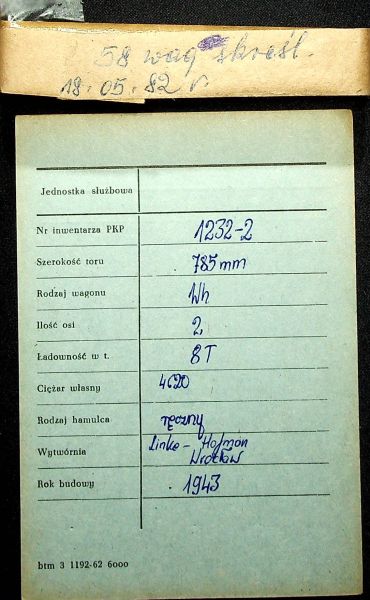 58 wag skreśl.
18.05.82 r.
Jednostka służbowa
Nr inwentarza PKP 1232-2
Szerokość toru 785 mm
Rodzaj wagonu Wh
Ilość osi 2,
Ładowność w t. 8T
Ciężar własny 4620
Rodzaj hamulca ręczny
Wytwórnia Linke - Hofman
Wrocław
Rok budowy 1943
btm 3 1192-62 6000